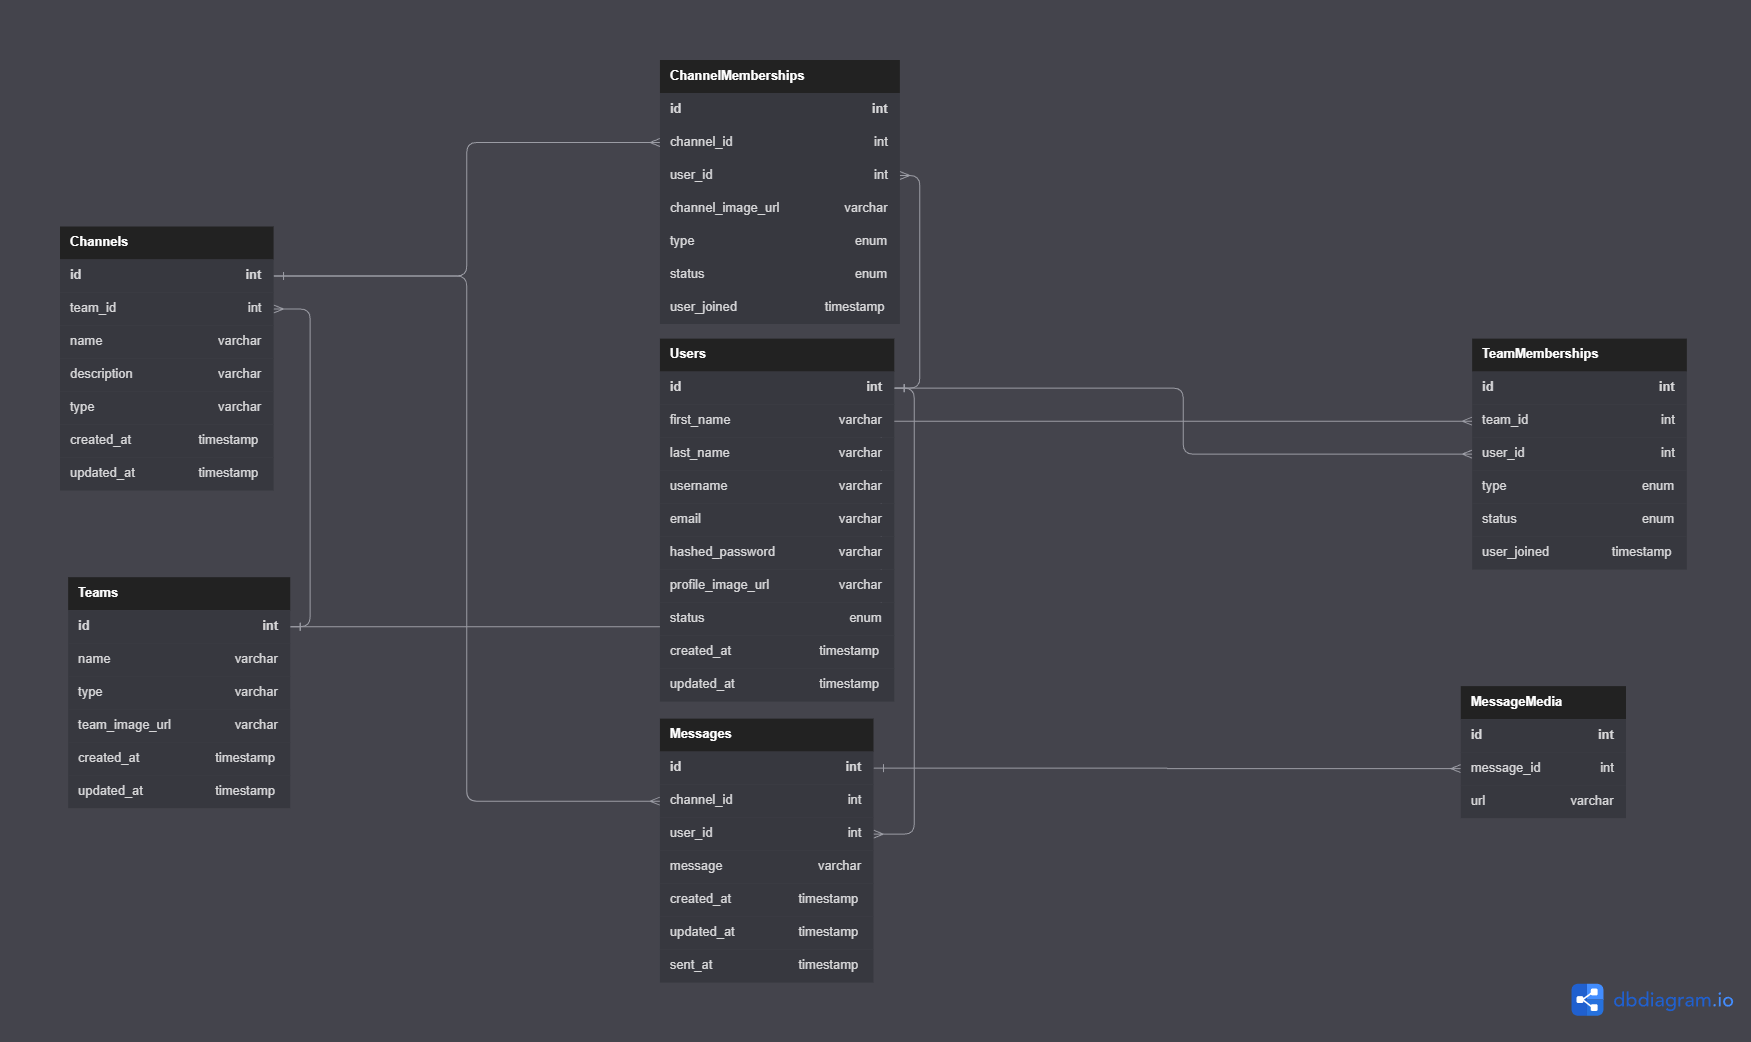 ChannelMemberships
id int
channel_id int
user_id int
channel_image_url varchar
type enum
status enum
user_joined timestamp
Channels
id int
team_id int
name varchar
description varchar
type varchar
created_at timestamp
updated_at timestamp
Users
id int
first_name varchar
last_name varchar
username varchar
email varchar
hashed_password varchar
profile_image_url varchar
status enum
created_at timestamp
updated_at timestamp
TeamMemberships
id int
team_id int
user_id int
type enum
status enum
user_joined timestamp
Teams
id int
name varchar
type varchar
team_image_url varchar
created_at timestamp
updated_at timestamp
Messages
id int
channel_id int
user_id int
message varchar
created_at timestamp
updated_at timestamp
sent_at timestamp
MessageMedia
id int
message_id int
url varchar
dbdiagram.io